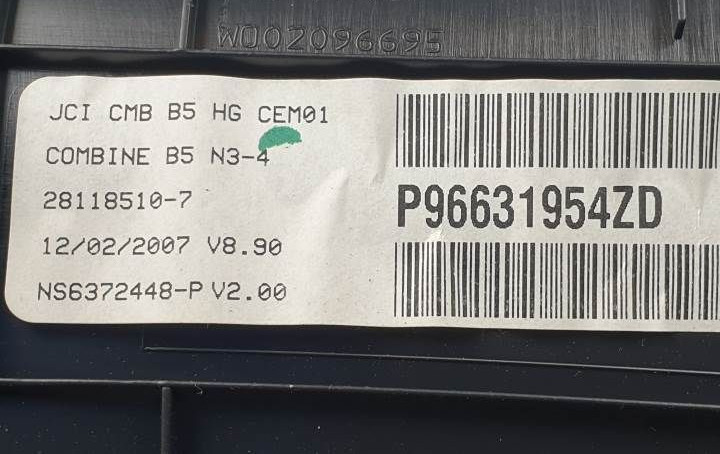 W002096695
JCI CMB B5 HG CEM01
COMBINE B5 N3-4
28118510-7
12/02/2007 V8.90
NS6372448-P V2.00
P96631954ZD